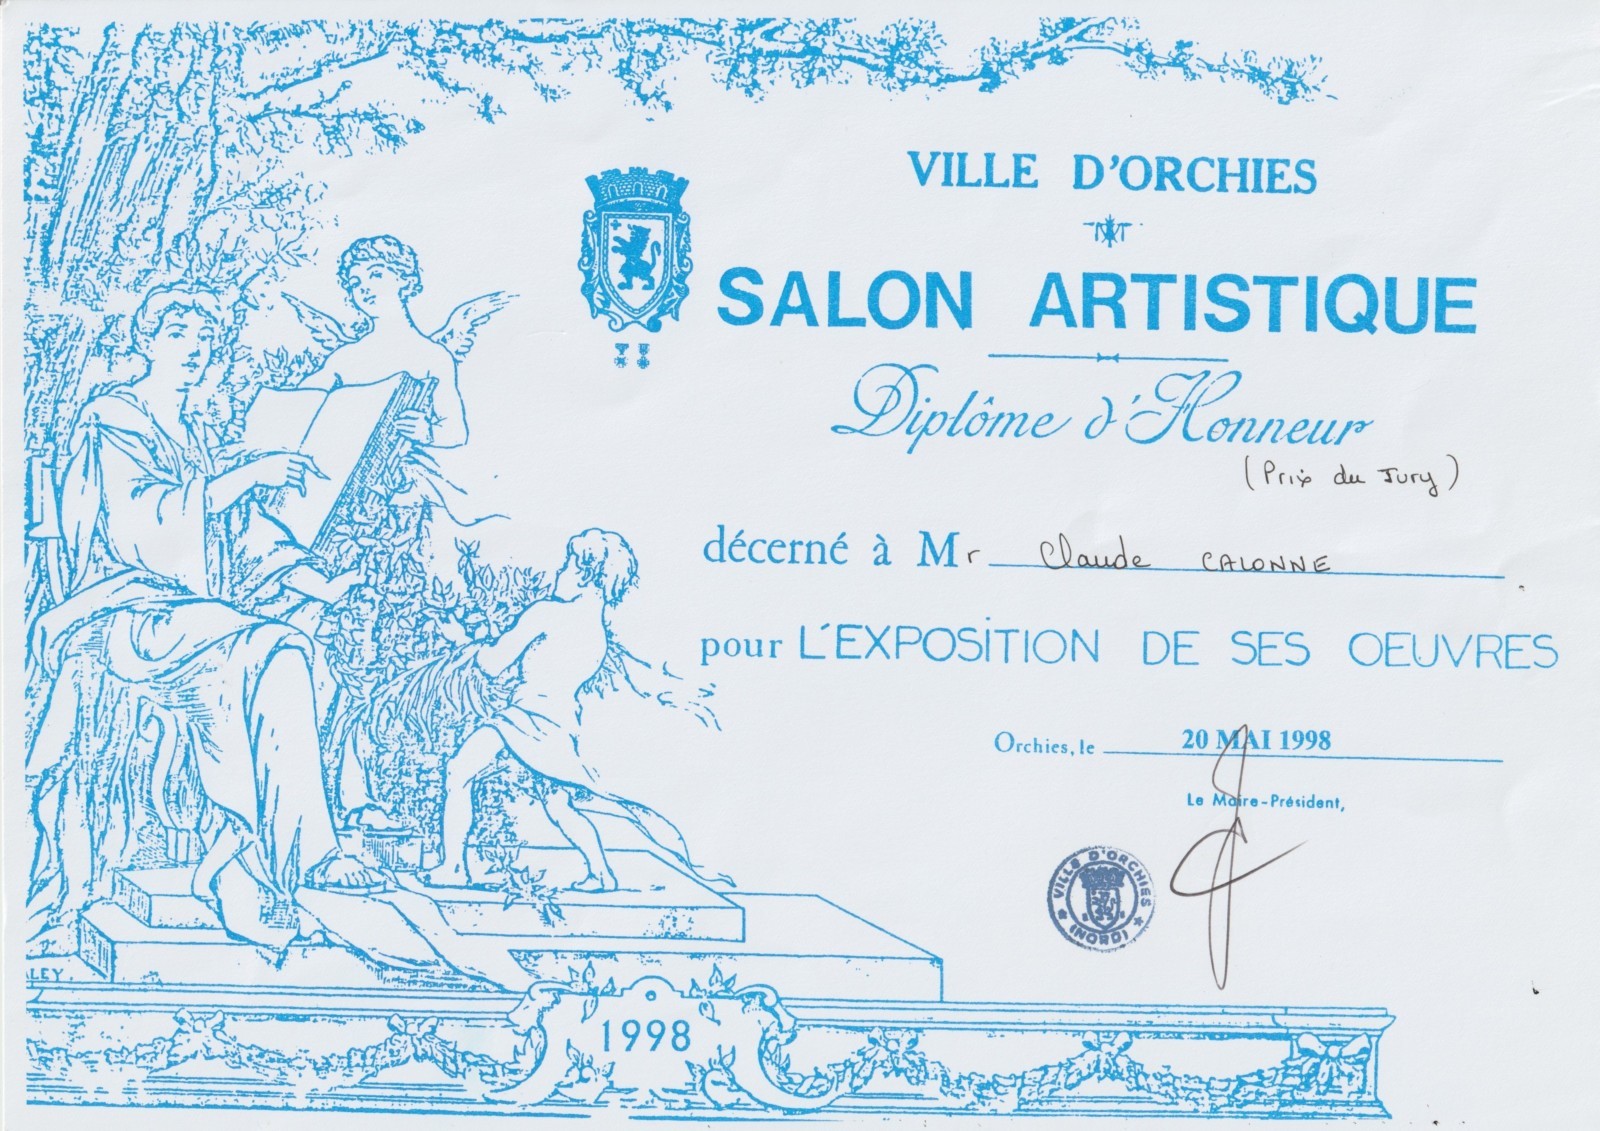 VILLE D'ORCHIES
SALON ARTISTIQUE
Diplôme d'Honneur
(Prix du Jury)
décerné à Mr Claude CALONNE
pour L'EXPOSITION DE SES OEUVRES
Orchies, le 20 MAI 1998
Le Maire-Président,
VILLE D'ORCHIES
(NORD)
LEY
1998